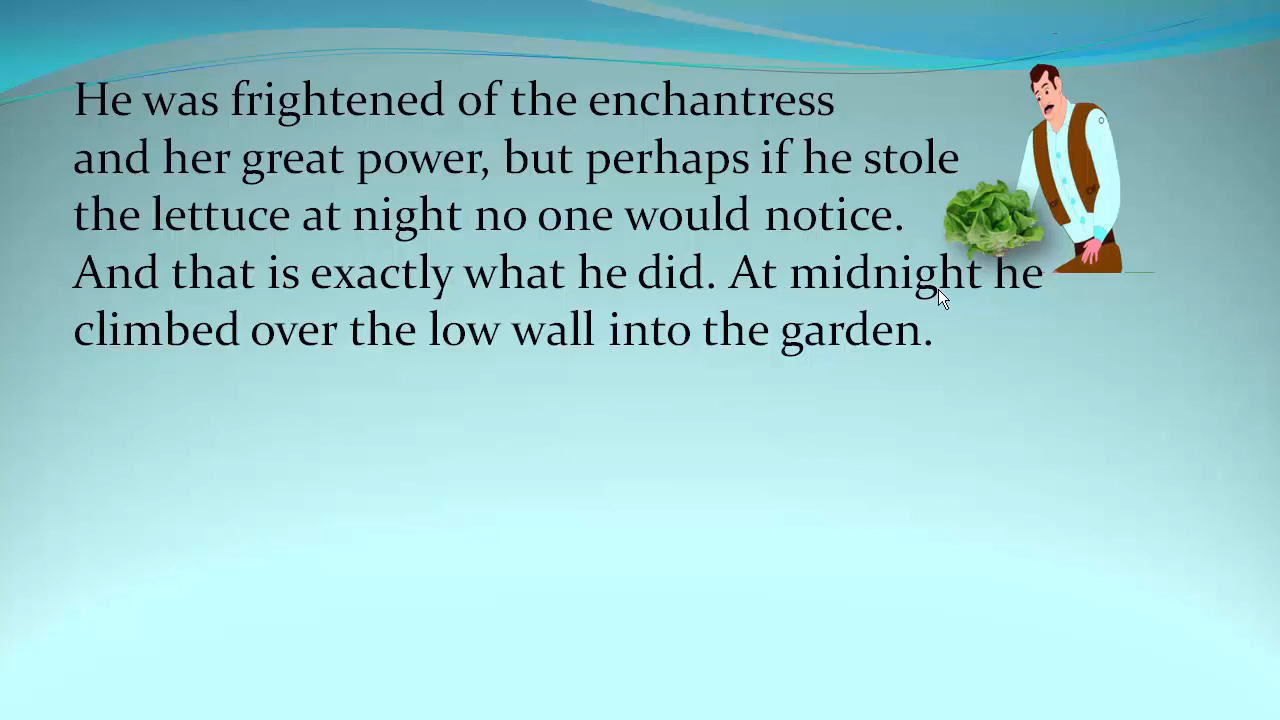 He was frightened of the enchantress
and her great power, but perhaps if he stole
the lettuce at night no one would notice.
And that is exactly what he did. At midnight he
climbed over the low wall into the garden.